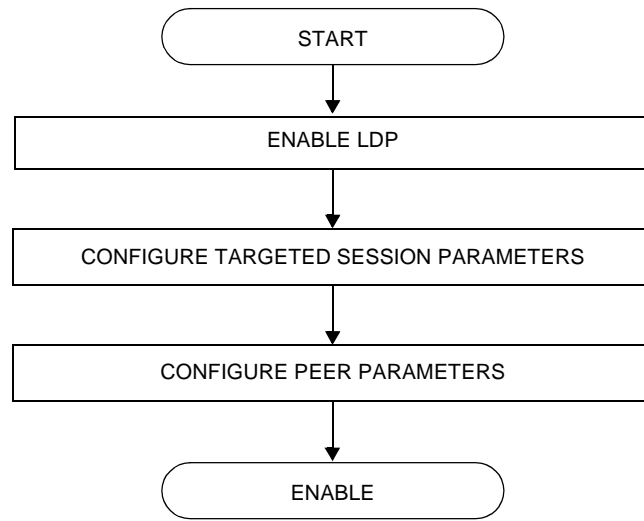 START
ENABLE LDP
CONFIGURE TARGETED SESSION PARAMETERS
CONFIGURE PEER PARAMETERS
ENABLE